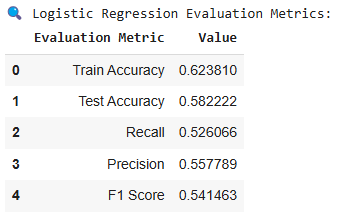 🔍 Logistic Regression Evaluation Metrics:
Evaluation Metric Value
0 Train Accuracy 0.623810
1 Test Accuracy 0.582222
2 Recall 0.526066
3 Precision 0.557789
4 F1 Score 0.541463